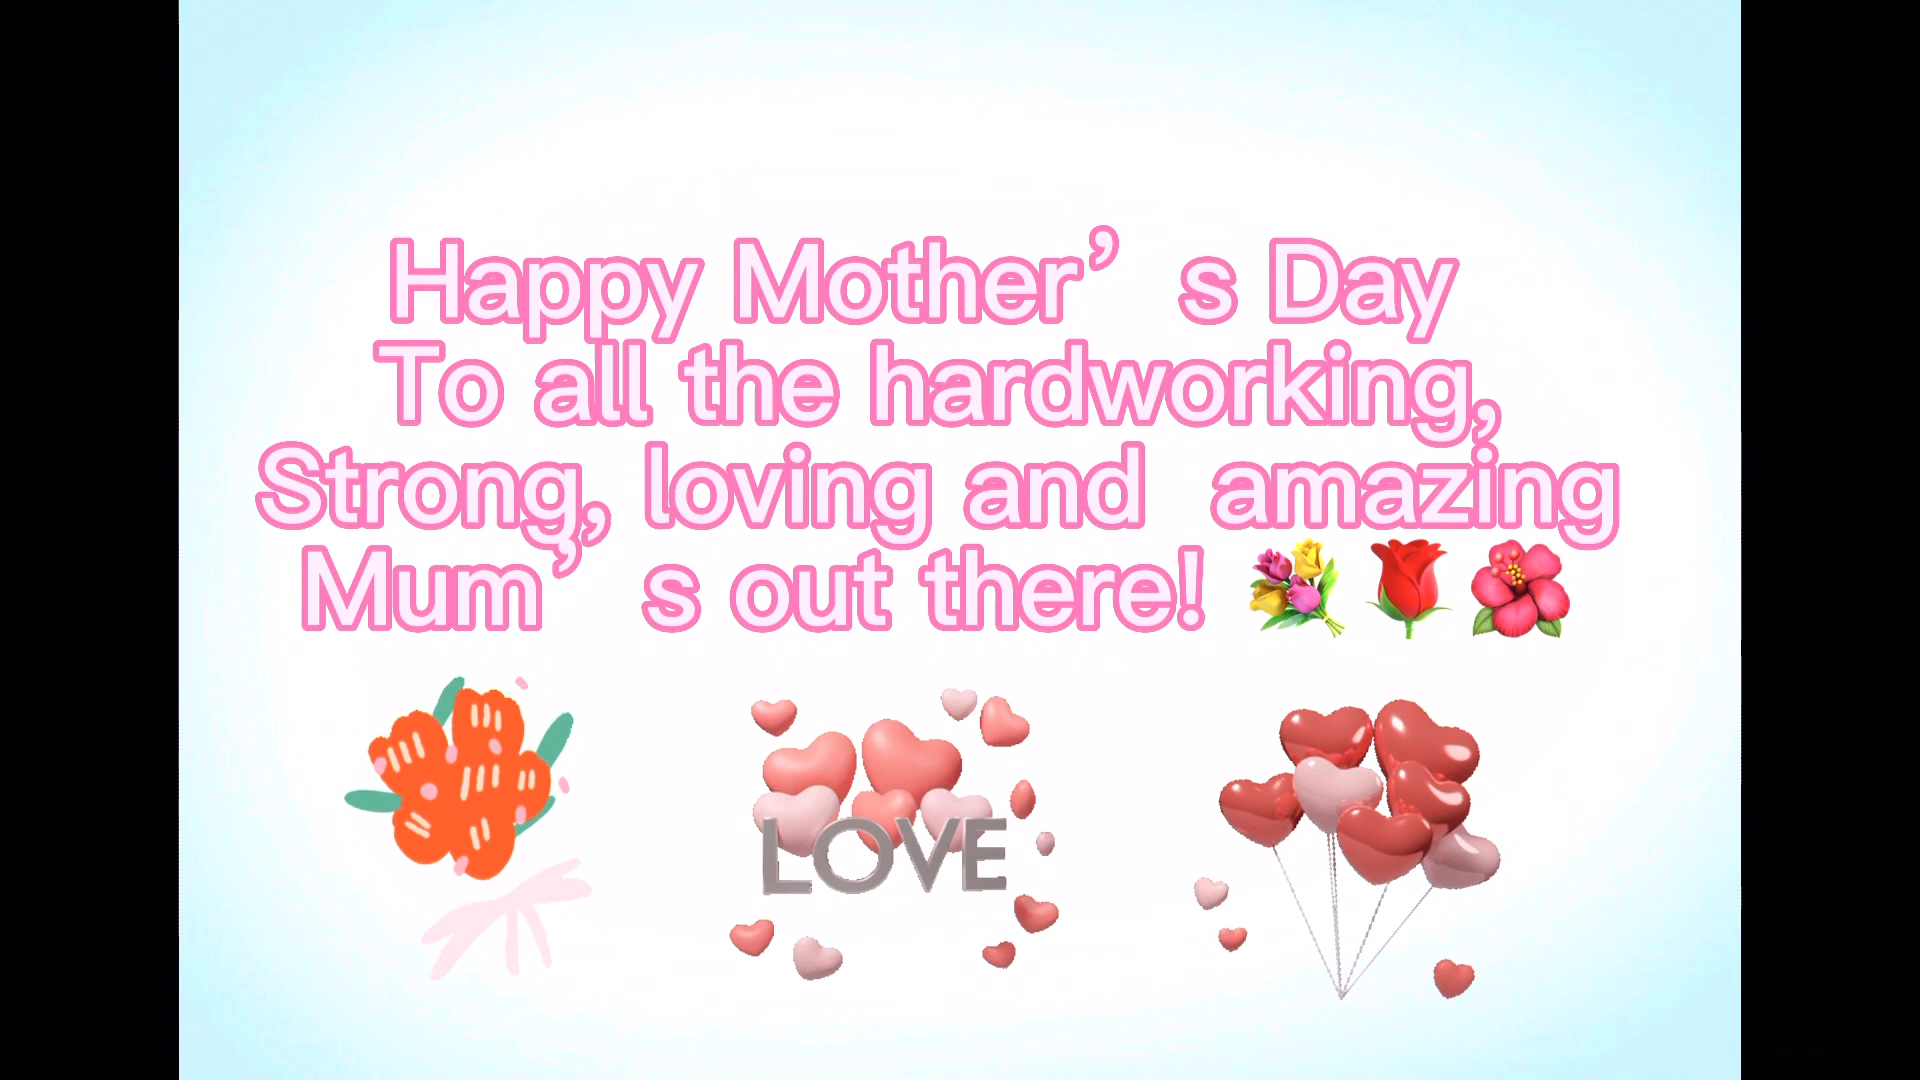 Happy Mother’s Day
To all the hardworking,
Strong, loving and  amazing
Mum’s out there! 💐🌹🌺
LOVE